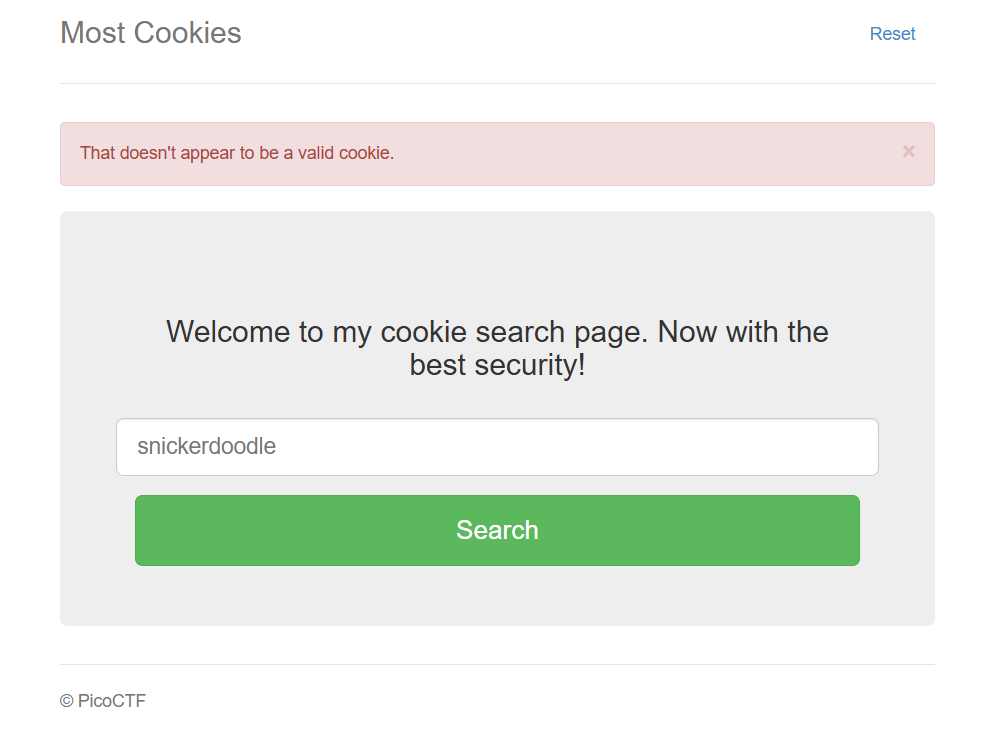 Most Cookies
Reset
That doesn't appear to be a valid cookie.
×
Welcome to my cookie search page. Now with the
best security!
snickerdoodle
Search
© PicoCTF